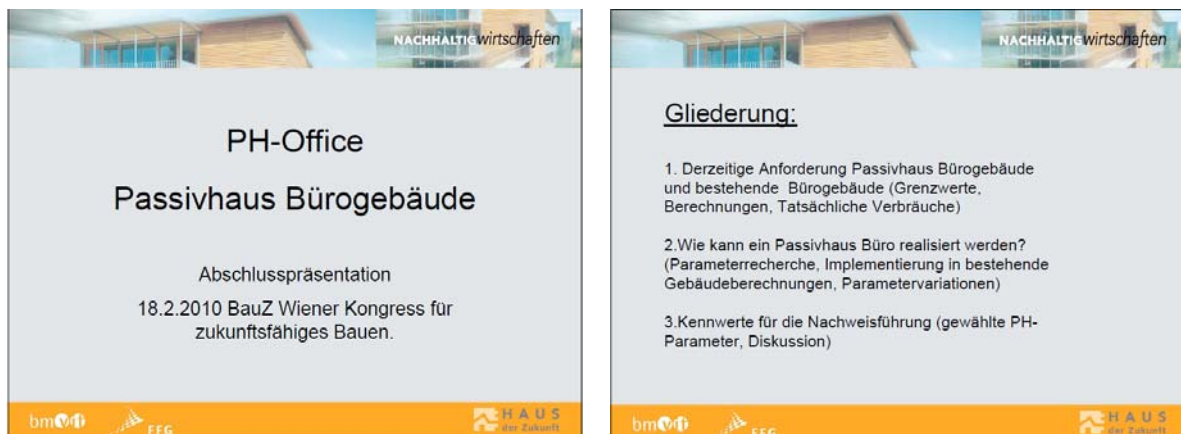 NACHHALTIGwirtschaften
PH-Office
Passivhaus Bürogebäude
Abschlusspräsentation
18.2.2010 BauZ Wiener Kongress für
zukunftsfähiges Bauen.
bmvit
FFG
HAUS
der Zukunft
NACHHALTIGwirtschaften
Gliederung:
1. Derzeitige Anforderung Passivhaus Bürogebäude
und bestehende Bürogebäude (Grenzwerte,
Berechnungen, Tatsächliche Verbräuche)
2.Wie kann ein Passivhaus Büro realisiert werden?
(Parameterrecherche, Implementierung in bestehende
Gebäudeberechnungen, Parametervariationen)
3.Kennwerte für die Nachweisführung (gewählte PH-
Parameter, Diskussion)
bmvit
FFG
HAUS
der Zukunft